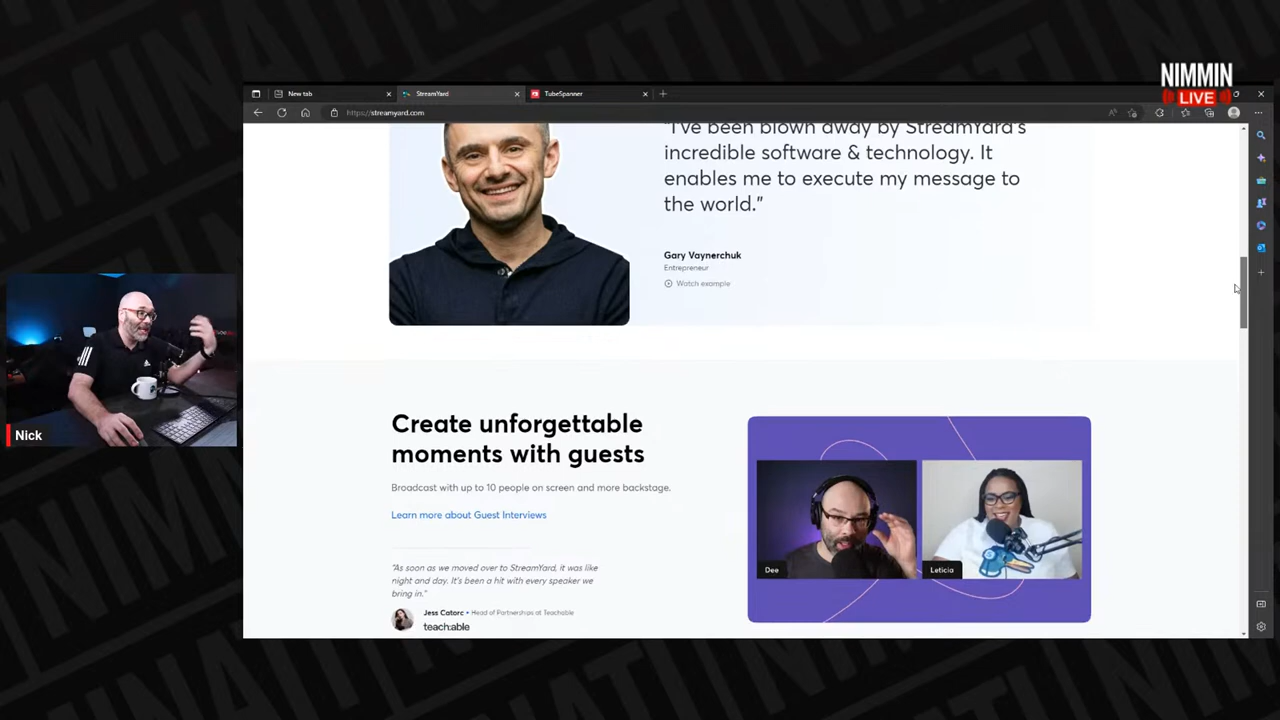 NIMMIN
LIVE
New tab
StreamYard
TubeSpanner
https://streamyard.com
"I've been blown away by StreamYard's
incredible software & technology. It
enables me to execute my message to
the world."
Gary Vaynerchuk
Entrepreneur
Watch example
Nick
Create unforgettable
moments with guests
Broadcast with up to 10 people on screen and more backstage.
Learn more about Guest Interviews
Dee
Leticia
"As soon as we moved over to StreamYard, it was like
night and day. It's been a hit with every speaker we
bring in."
Jess Catorc • Head of Partnerships at Teachable
teach:able